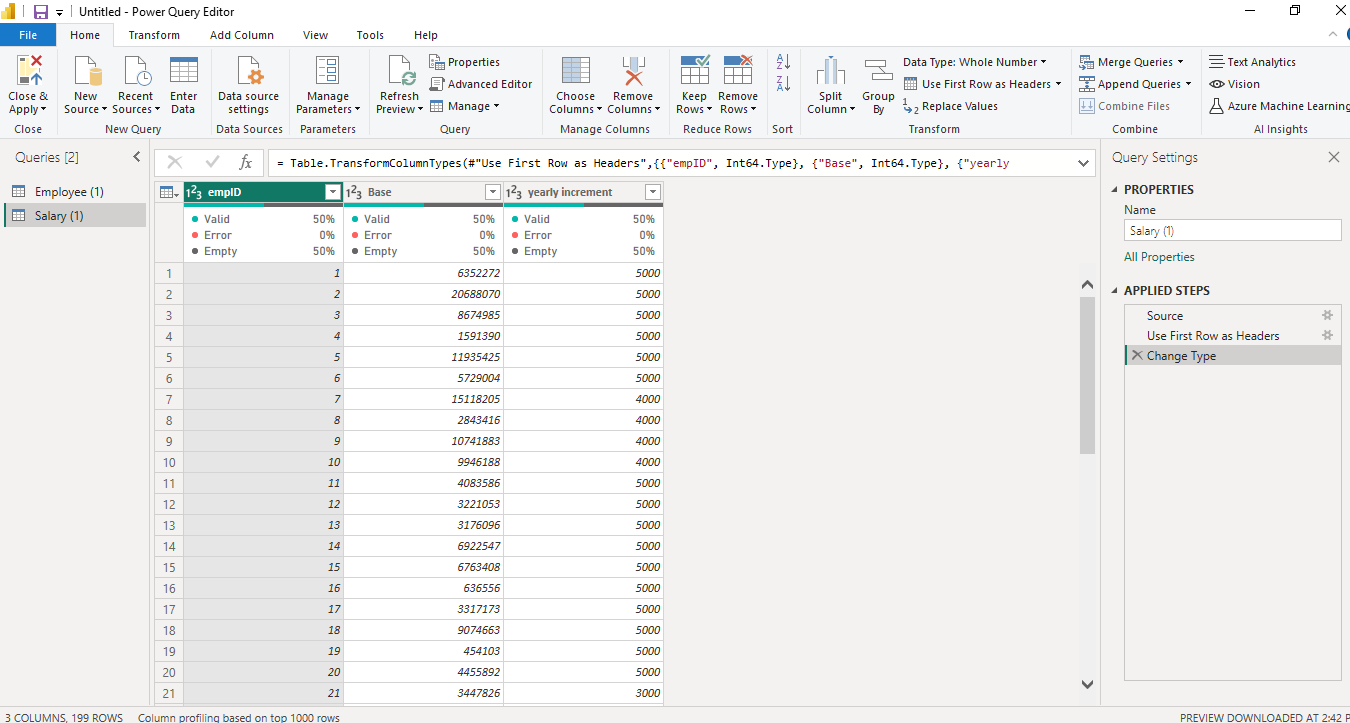 Untitled - Power Query Editor
File Home Transform Add Column View Tools Help
Close & Apply
New Source
Recent Sources
Enter Data
Data source settings
Manage Parameters
Refresh Preview
Properties
Advanced Editor
Manage
Choose Columns
Remove Columns
Keep Rows
Remove Rows
Split Column
Group By
Data Type: Whole Number
Use First Row as Headers
Replace Values
Merge Queries
Append Queries
Combine Files
Text Analytics
Vision
Azure Machine Learning
Close New Query Data Sources Parameters Query Manage Columns Reduce Rows Sort Transform Combine AI Insights
Queries [2]
Employee (1)
Salary (1)
fx
= Table.TransformColumnTypes(#"Use First Row as Headers",{{"empID", Int64.Type}, {"Base", Int64.Type}, {"yearly
123 empID 123 Base 123 yearly increment
Valid 50% Valid 50% Valid 50%
Error 0% Error 0% Error 0%
Empty 50% Empty 50% Empty 50%
1 1 6352272 5000
2 2 20688070 5000
3 3 8674985 5000
4 4 1591390 5000
5 5 11935425 5000
6 6 5729004 5000
7 7 15118205 4000
8 8 2843416 4000
9 9 10741883 4000
10 10 9946188 4000
11 11 4083586 5000
12 12 3221053 5000
13 13 3176096 5000
14 14 6922547 5000
15 15 6763408 5000
16 16 636556 5000
17 17 3317173 5000
18 18 9074663 5000
19 19 454103 5000
20 20 4455892 5000
21 21 3447826 3000
Query Settings
PROPERTIES
Name
Salary (1)
All Properties
APPLIED STEPS
Source
Use First Row as Headers
Change Type
3 COLUMNS, 199 ROWS Column profiling based on top 1000 rows PREVIEW DOWNLOADED AT 2:42 P